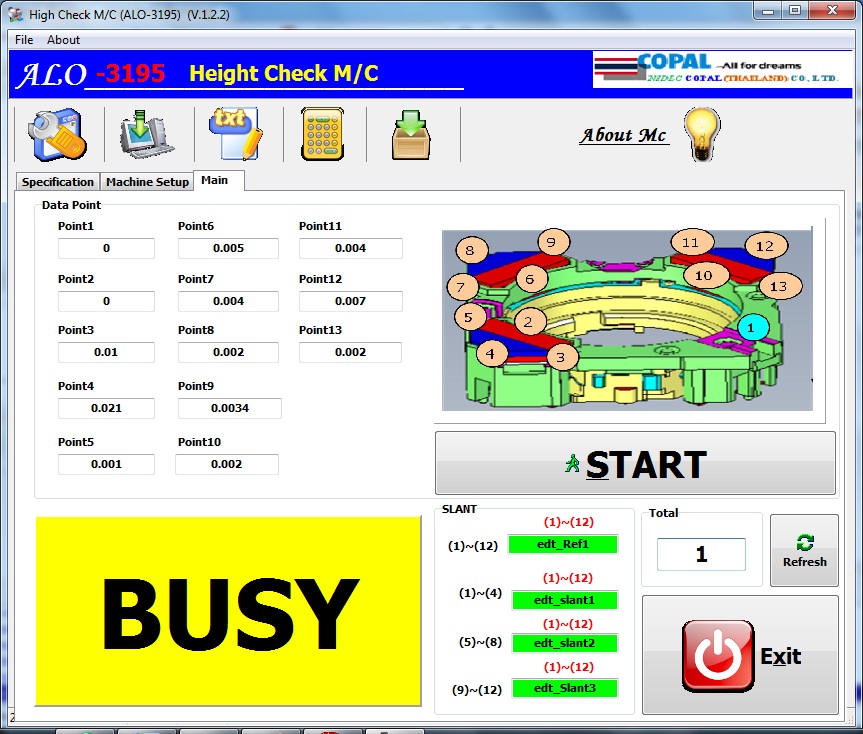 High Check M/C (ALO-3195) (V.1.2.2)
File About
ALO -3195 Height Check M/C
COPAL ...All for dreams
NIDEC COPAL (THAILAND) CO., LTD.
txt
About Mc
Specification Machine Setup Main
Data Point
Point1 Point6 Point11
0 0.005 0.004
Point2 Point7 Point12
0 0.004 0.007
Point3 Point8 Point13
0.01 0.002 0.002
Point4 Point9
0.021 0.0034
Point5 Point10
0.001 0.002
8 9 11 12
7 6 10 13
5 2 1
4 3
START
BUSY
SLANT
(1)~(12)
(1)~(12) edt_Ref1
(1)~(12)
(1)~(4) edt_slant1
(1)~(12)
(5)~(8) edt_slant2
(1)~(12)
(9)~(12) edt_Slant3
Total
1
Refresh
Exit
2